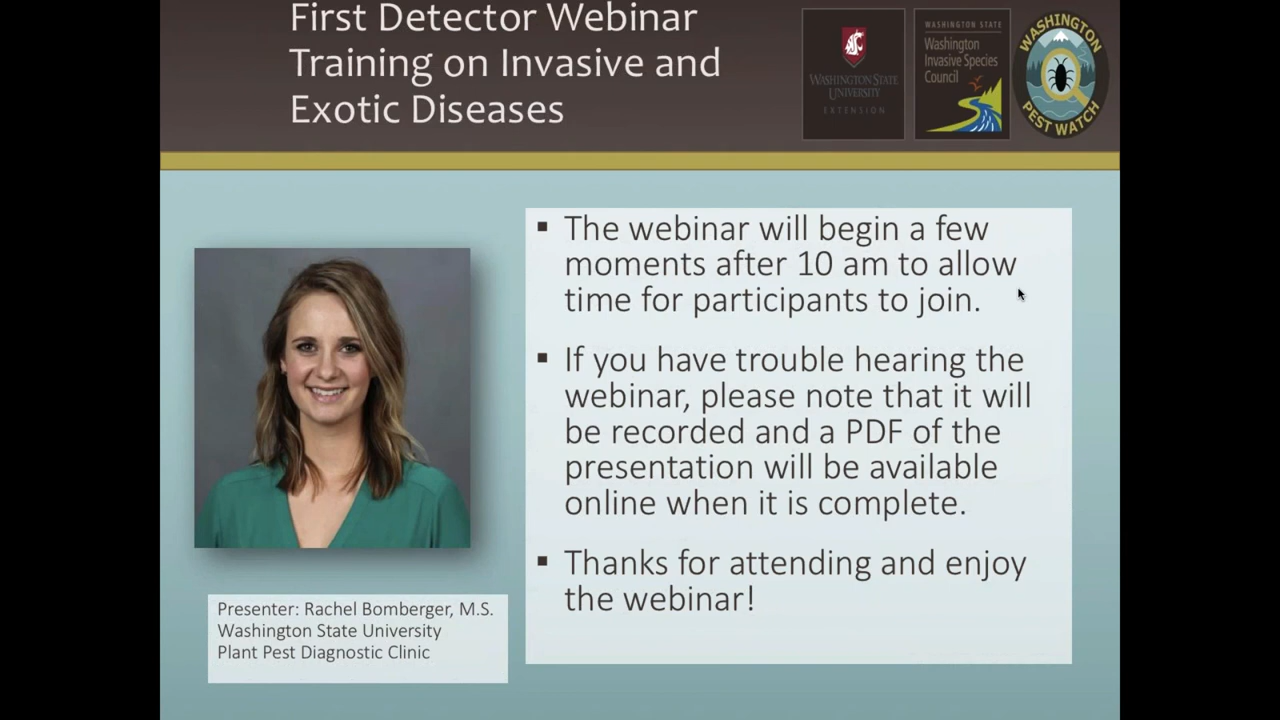 First Detector Webinar
Training on Invasive and
Exotic Diseases
WASHINGTON STATE
UNIVERSITY
EXTENSION
WASHINGTON STATE
Washington
Invasive Species
Council
WASHINGTON
PEST WATCH
▪ The webinar will begin a few
moments after 10 am to allow
time for participants to join.
▪ If you have trouble hearing the
webinar, please note that it will
be recorded and a PDF of the
presentation will be available
online when it is complete.
▪ Thanks for attending and enjoy
the webinar!
Presenter: Rachel Bomberger, M.S.
Washington State University
Plant Pest Diagnostic Clinic